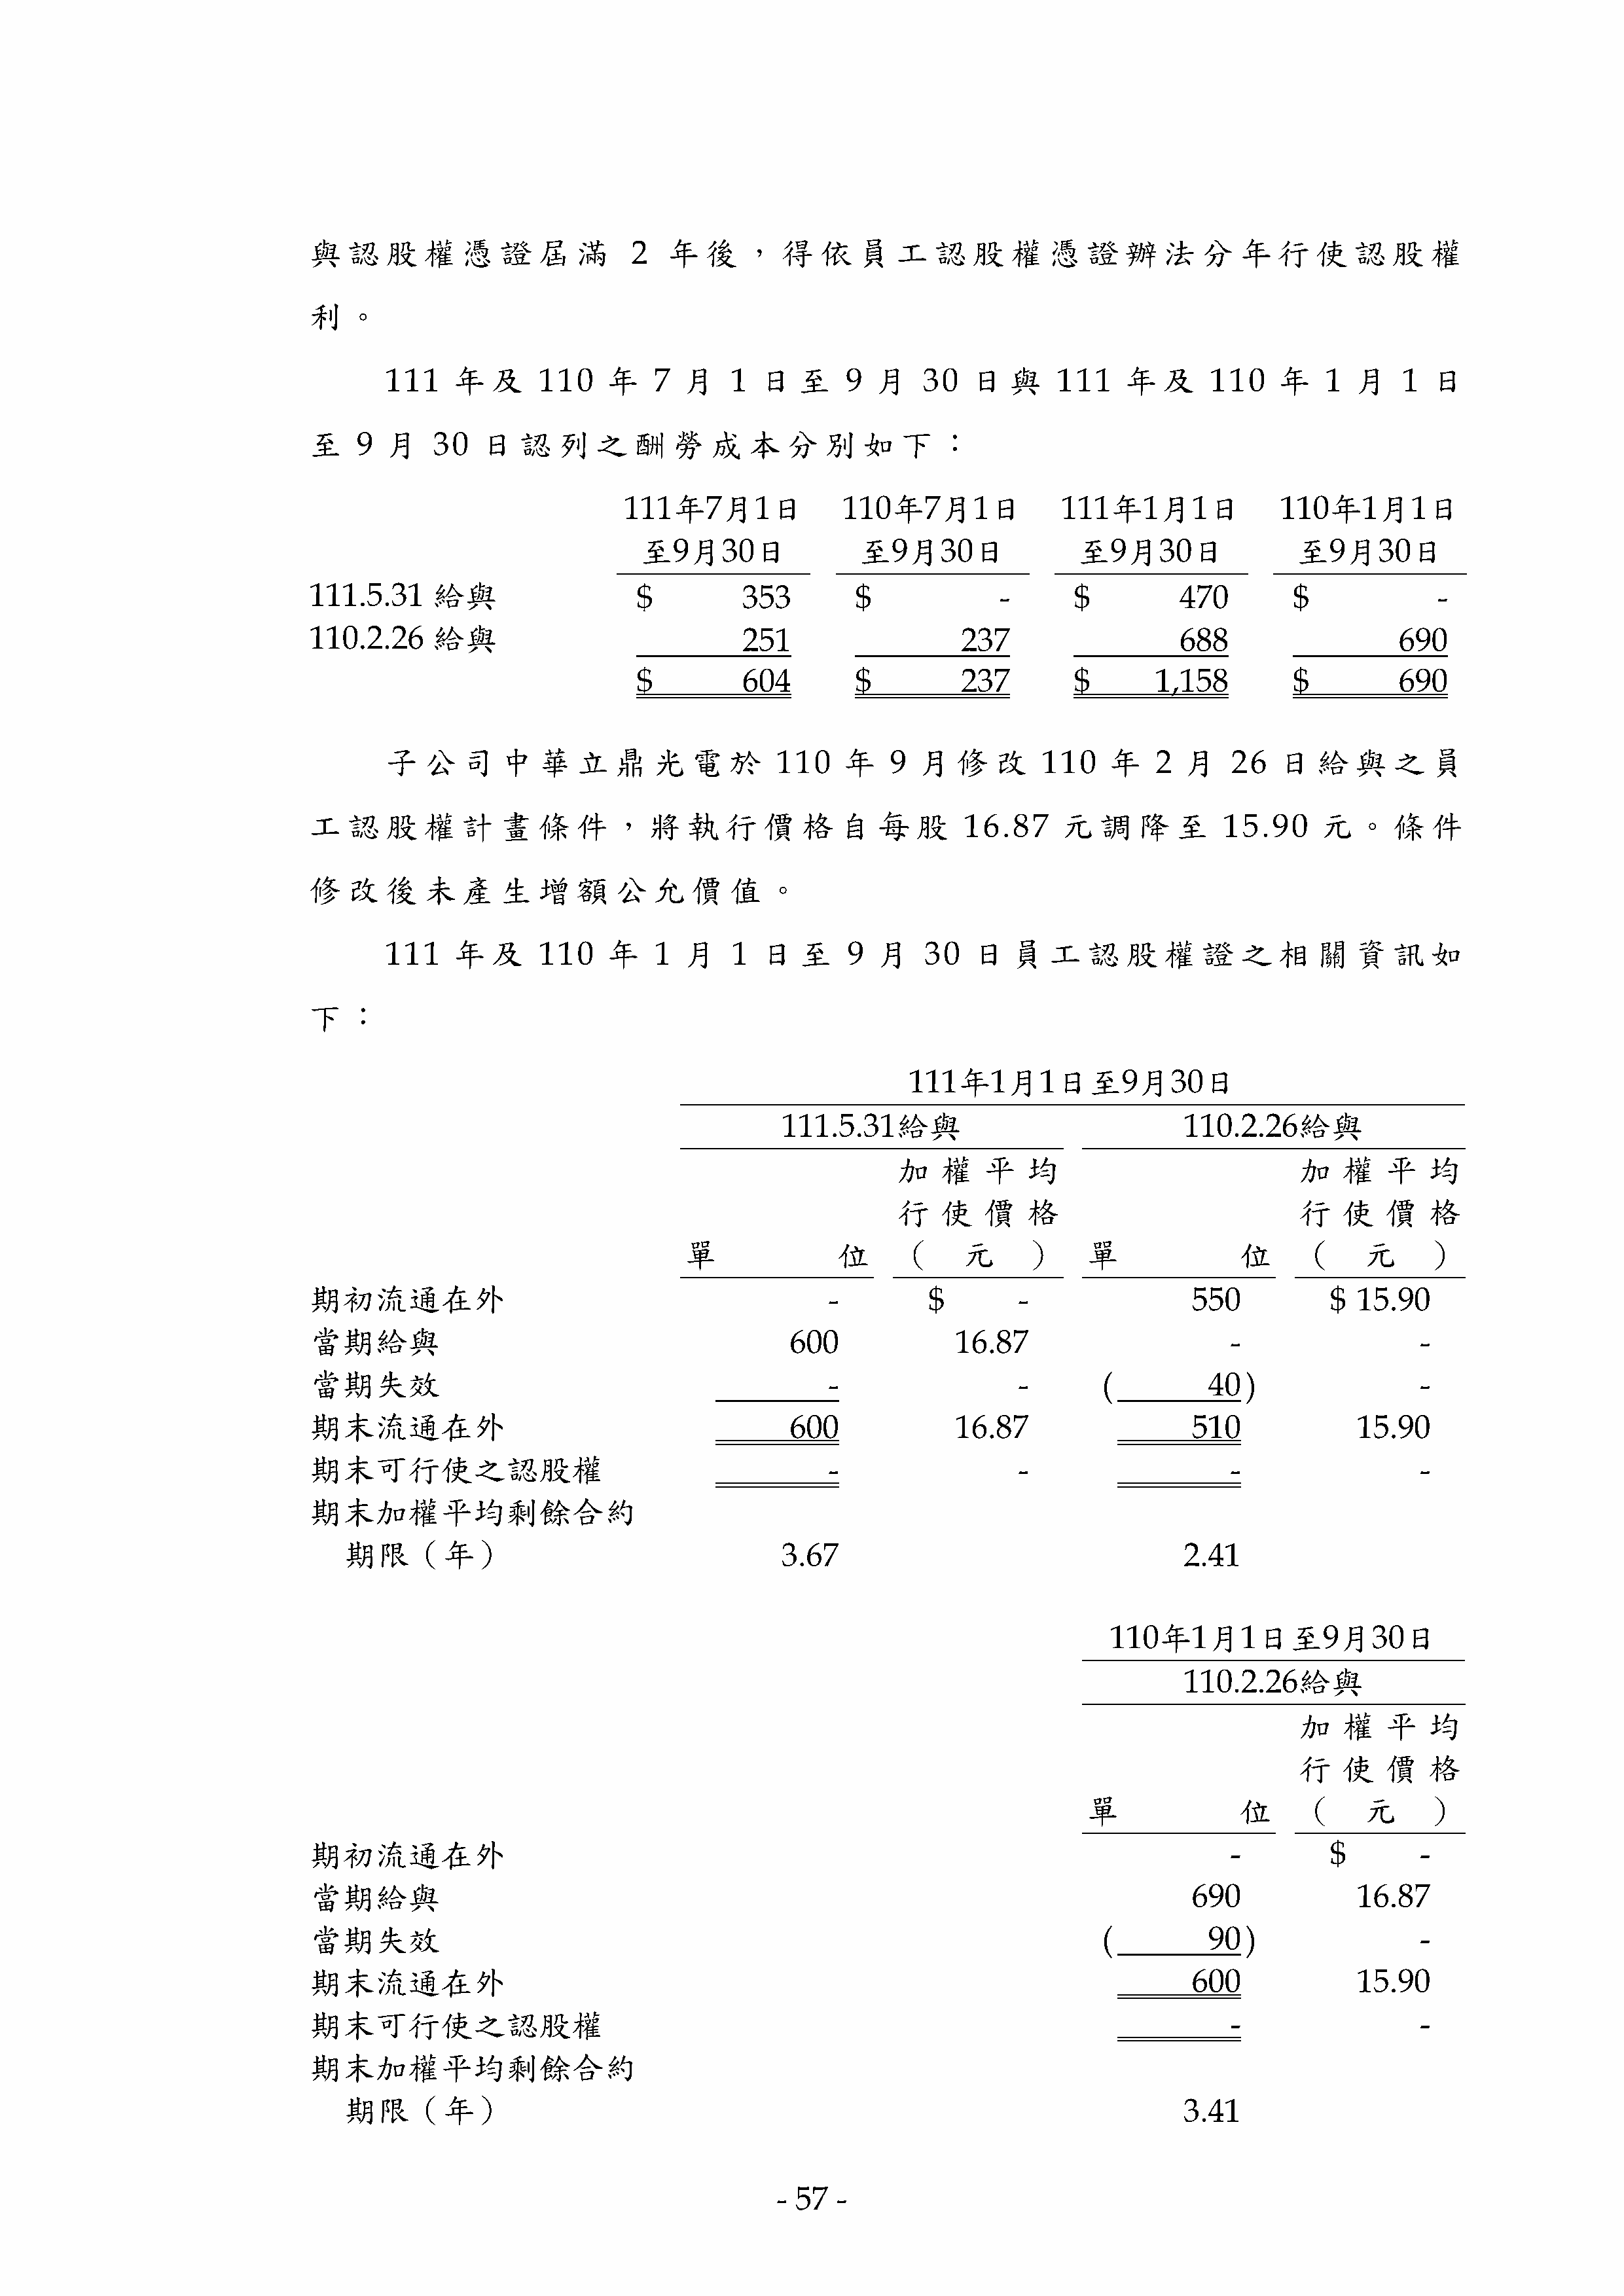 與認股權憑證屆滿 2 年後，得依員工認股權憑證辦法分年行使認股權
利。
111 年及 110 年 7 月 1 日至 9 月 30 日與 111 年及 110 年 1 月 1 日
至 9 月 30 日認列之酬勞成本分別如下：
111年7月1日 110年7月1日 111年1月1日 110年1月1日
至9月30日 至9月30日 至9月30日 至9月30日
111.5.31 給與 $ 353 $ - $ 470 $ -
110.2.26 給與 251 237 688 690
$ 604 $ 237 $ 1,158 $ 690
子公司中華立鼎光電於 110 年 9 月修改 110 年 2 月 26 日給與之員
工認股權計畫條件，將執行價格自每股 16.87 元調降至 15.90 元。條件
修改後未產生增額公允價值。
111 年及 110 年 1 月 1 日至 9 月 30 日員工認股權證之相關資訊如
下：
111年1月1日至9月30日
111.5.31給與 110.2.26給與
加權平均 加權平均
行使價格 行使價格
單位 （元） 單位 （元）
期初流通在外 - $ - 550 $ 15.90
當期給與 600 16.87 - -
當期失效 - - ( 40) -
期末流通在外 600 16.87 510 15.90
期末可行使之認股權 - - - -
期末加權平均剩餘合約
期限（年） 3.67 2.41
110年1月1日至9月30日
110.2.26給與
加權平均
行使價格
單位 （元）
期初流通在外 - $ -
當期給與 690 16.87
當期失效 ( 90) -
期末流通在外 600 15.90
期末可行使之認股權 - -
期末加權平均剩餘合約
期限（年） 3.41
- 57 -